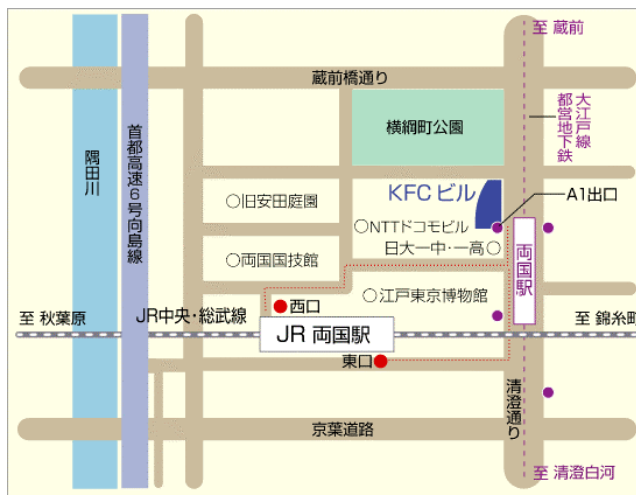 至 蔵前
蔵前橋通り
大江戸線
都営地下鉄
隅田川
首都高速6号向島線
横綱町公園
KFCビル
A1出口
○旧安田庭園
○NTTドコモビル
日大一中・一高○
○両国国技館
両国駅
○江戸東京博物館
西口
至 秋葉原
JR中央・総武線
JR 両国駅
至 錦糸町
東口
清澄通り
京葉道路
至 清澄白河